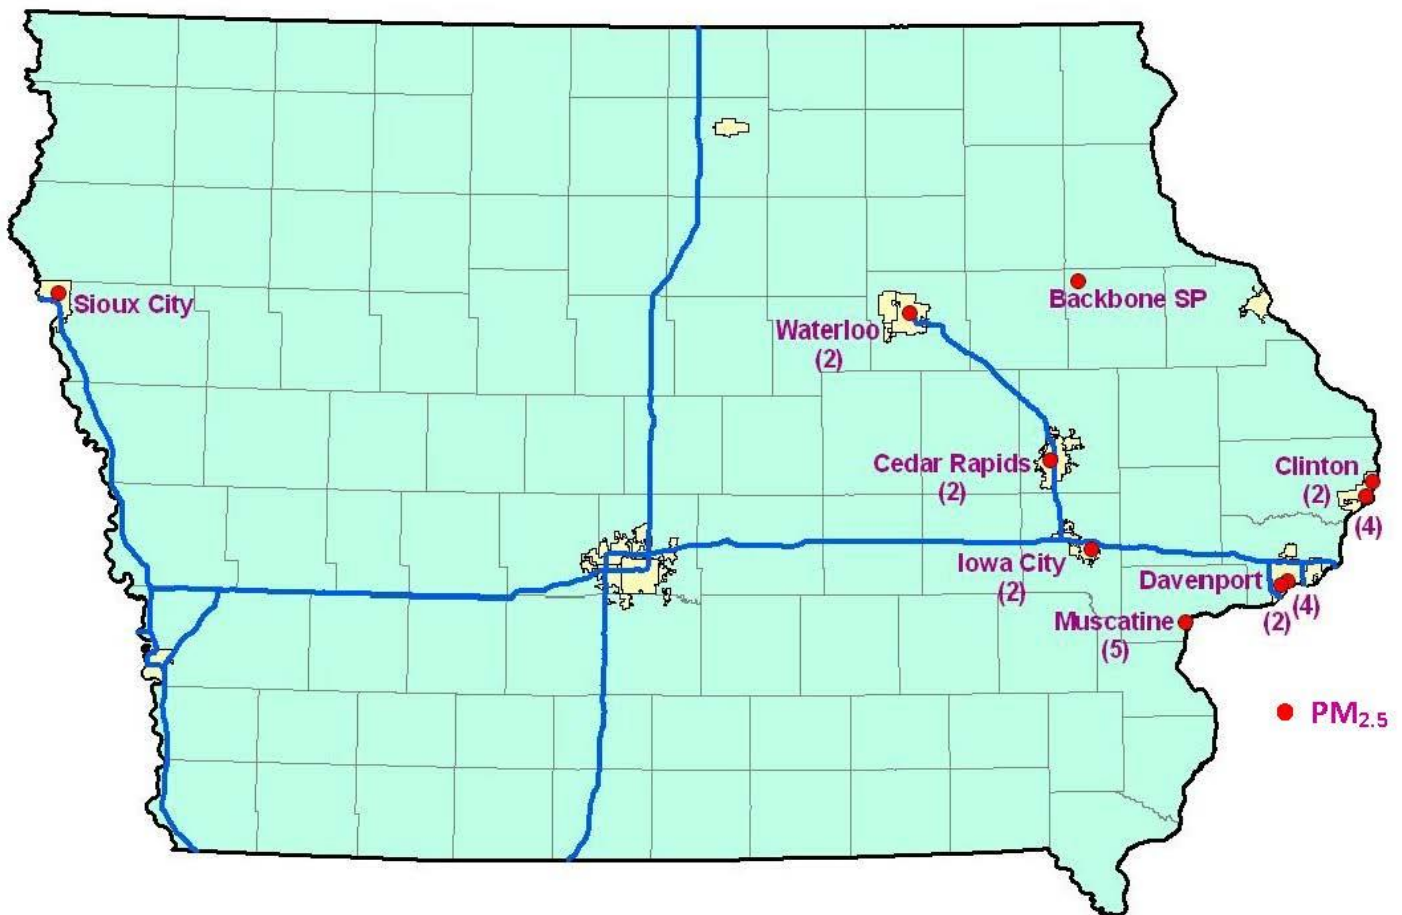 Sioux City
Backbone SP
Waterloo
(2)
Cedar Rapids
(2)
Clinton
(2)
(4)
Iowa City
(2)
Davenport
(4)
(2)
Muscatine
(5)
PM₂.₅